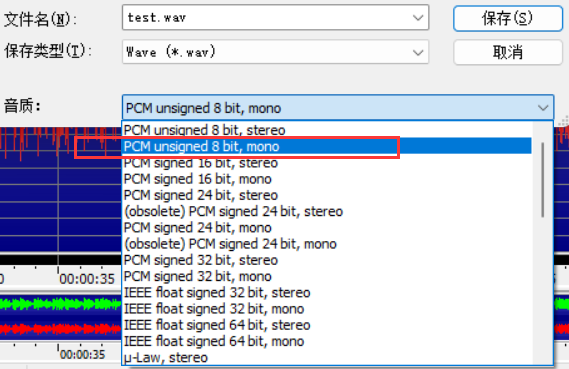 文件名(N):
test.wav
保存(S)
保存类型(T):
Wave (*.wav)
取消
音质:
PCM unsigned 8 bit, mono
PCM unsigned 8 bit, stereo
PCM unsigned 8 bit, mono
PCM signed 16 bit, stereo
PCM signed 16 bit, mono
PCM signed 24 bit, stereo
(obsolete) PCM signed 24 bit, stereo
PCM signed 24 bit, mono
(obsolete) PCM signed 24 bit, mono
PCM signed 32 bit, stereo
PCM signed 32 bit, mono
IEEE float signed 32 bit, stereo
IEEE float signed 32 bit, mono
IEEE float signed 64 bit, stereo
IEEE float signed 64 bit, mono
μ-Law, stereo
00:00:35
00:00:35